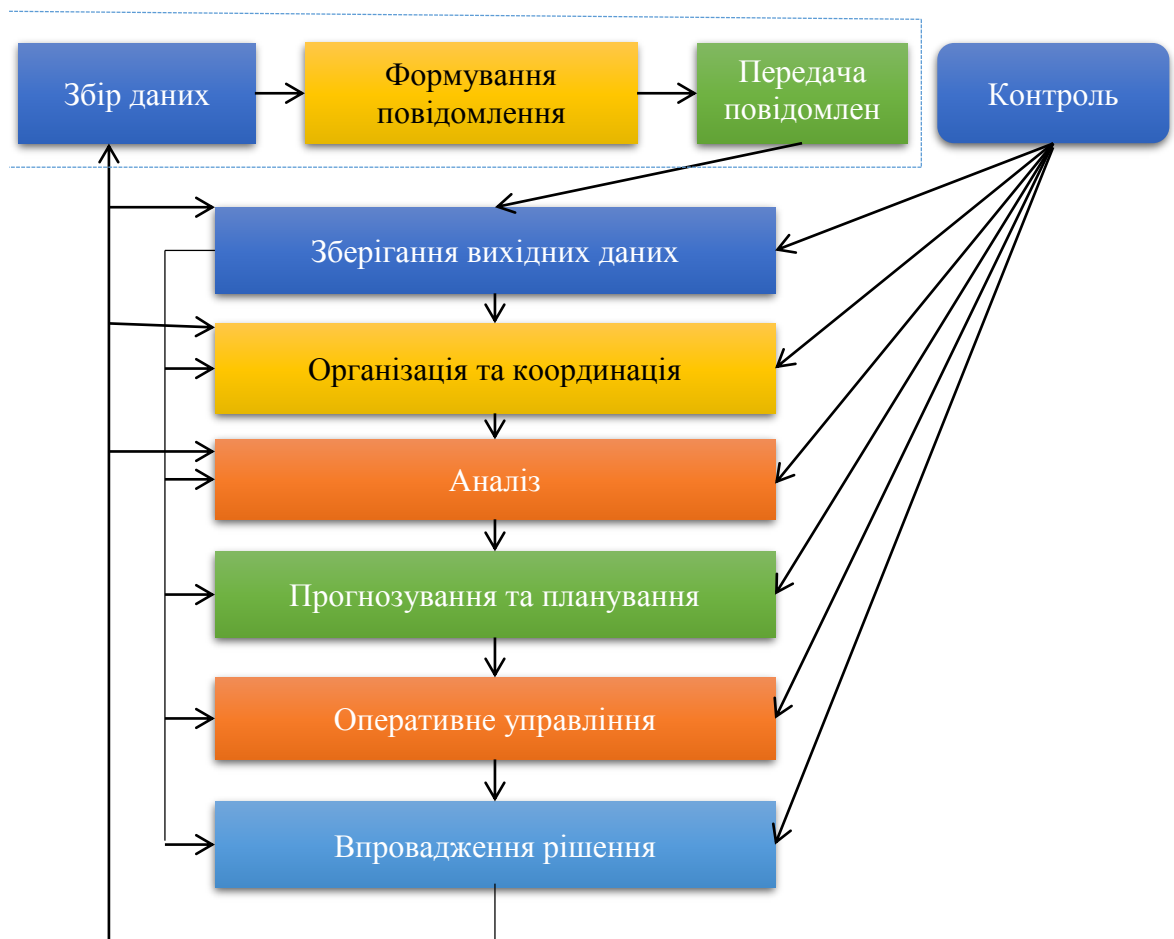 Збір даних
Формування
повідомлення
Передача
повідомлен
Контроль
Зберігання вихідних даних
Організація та координація
Аналіз
Прогнозування та планування
Оперативне управління
Впровадження рішення